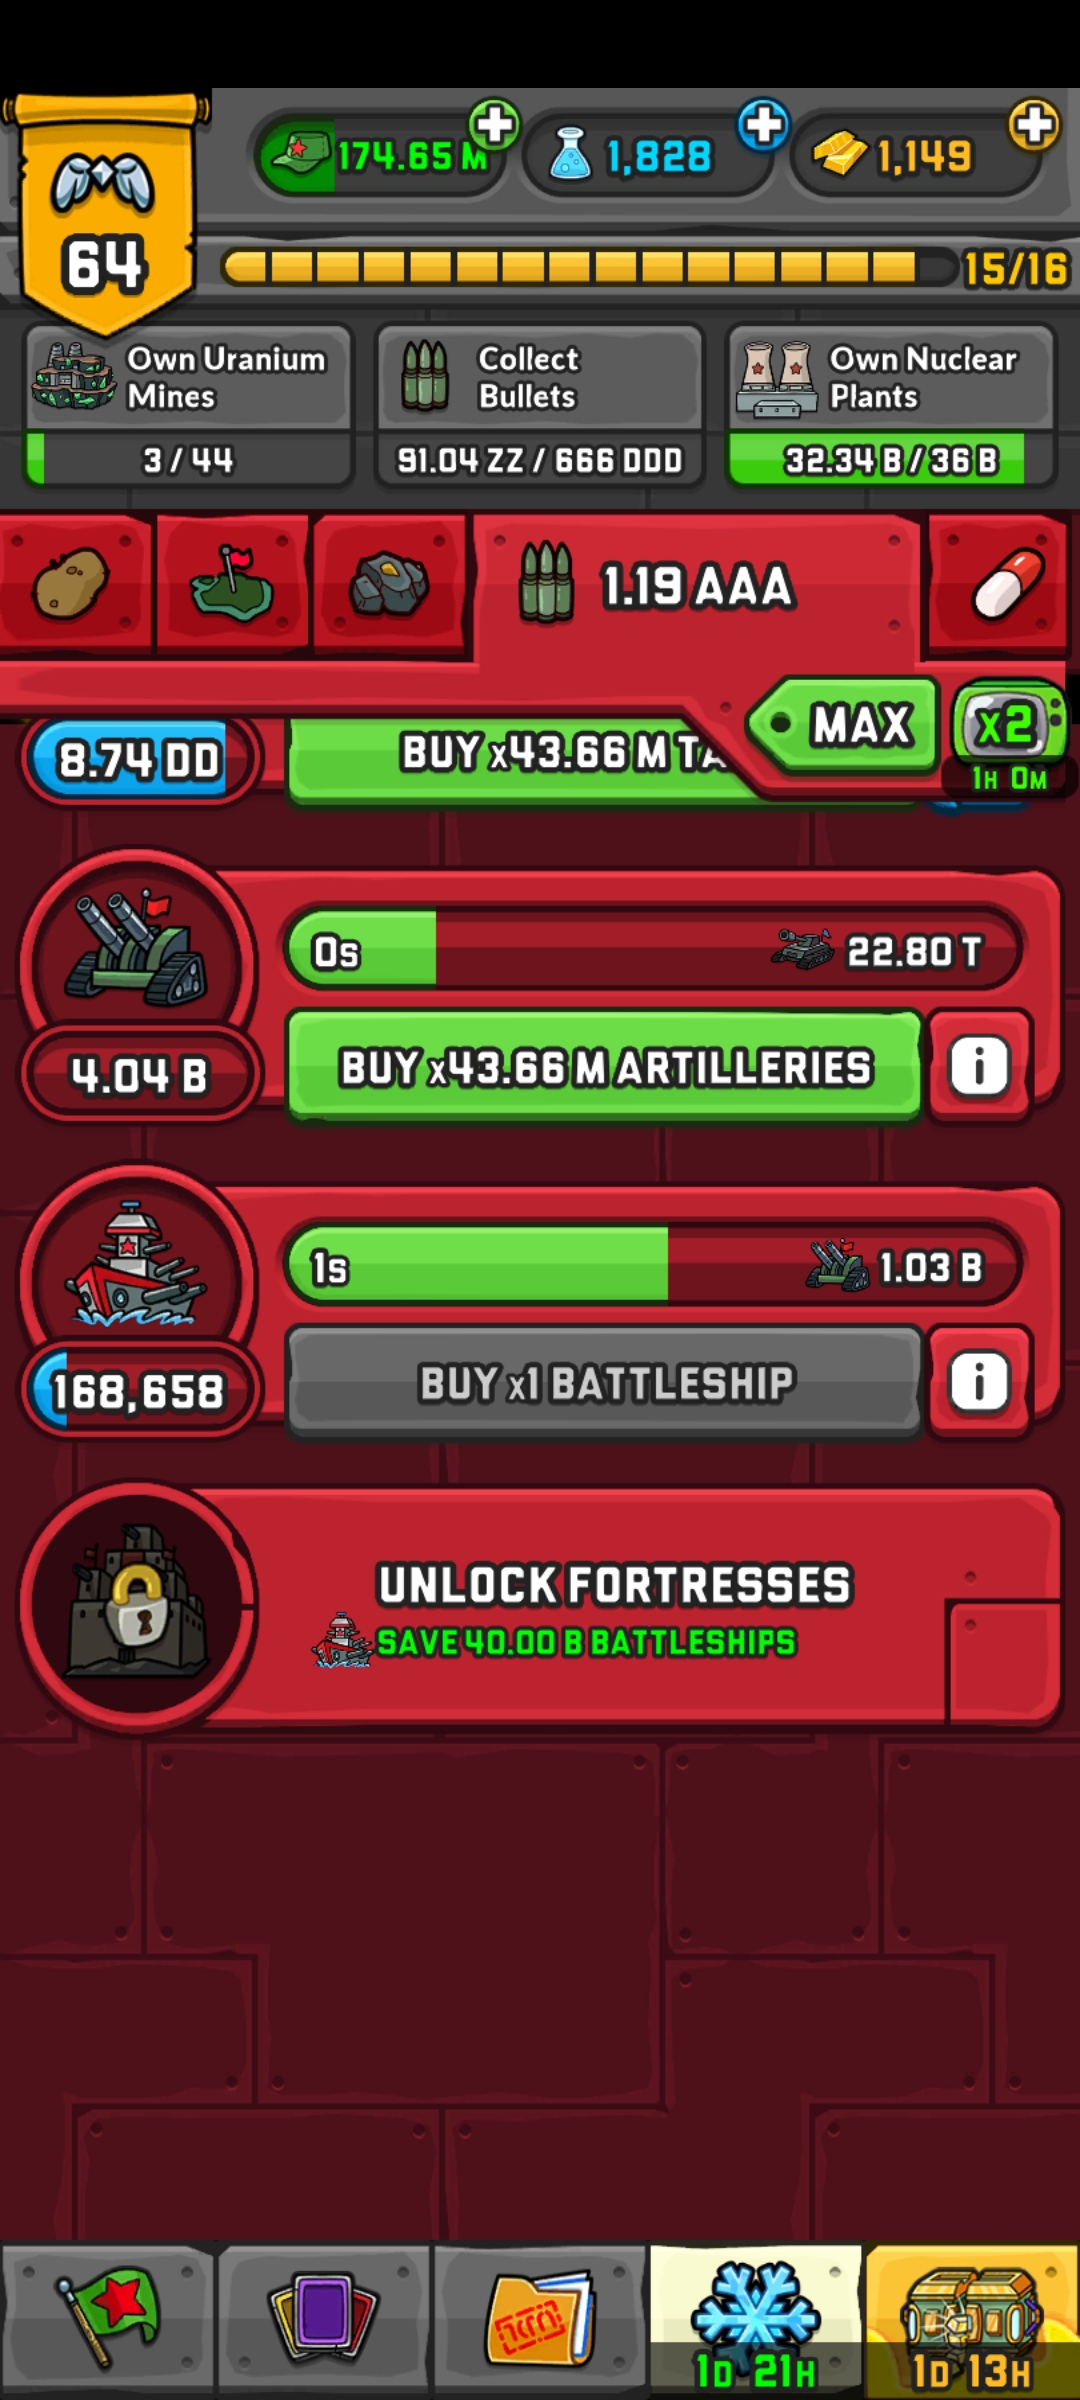 174.65 M
1,828
1,149
64
15/16
Own Uranium
Mines
3 / 44
Collect
Bullets
91.04 ZZ / 666 DDD
Own Nuclear
Plants
32.34 B / 36 B
1.19 AAA
MAX
x2
1H 0M
8.74 DD
BUY x43.66 M TA
0s
22.80 T
4.04 B
BUY x43.66 M ARTILLERIES
i
1s
1.03 B
168,658
BUY x1 BATTLESHIP
i
UNLOCK FORTRESSES
SAVE 40.00 B BATTLESHIPS
1D 21H
1D 13H